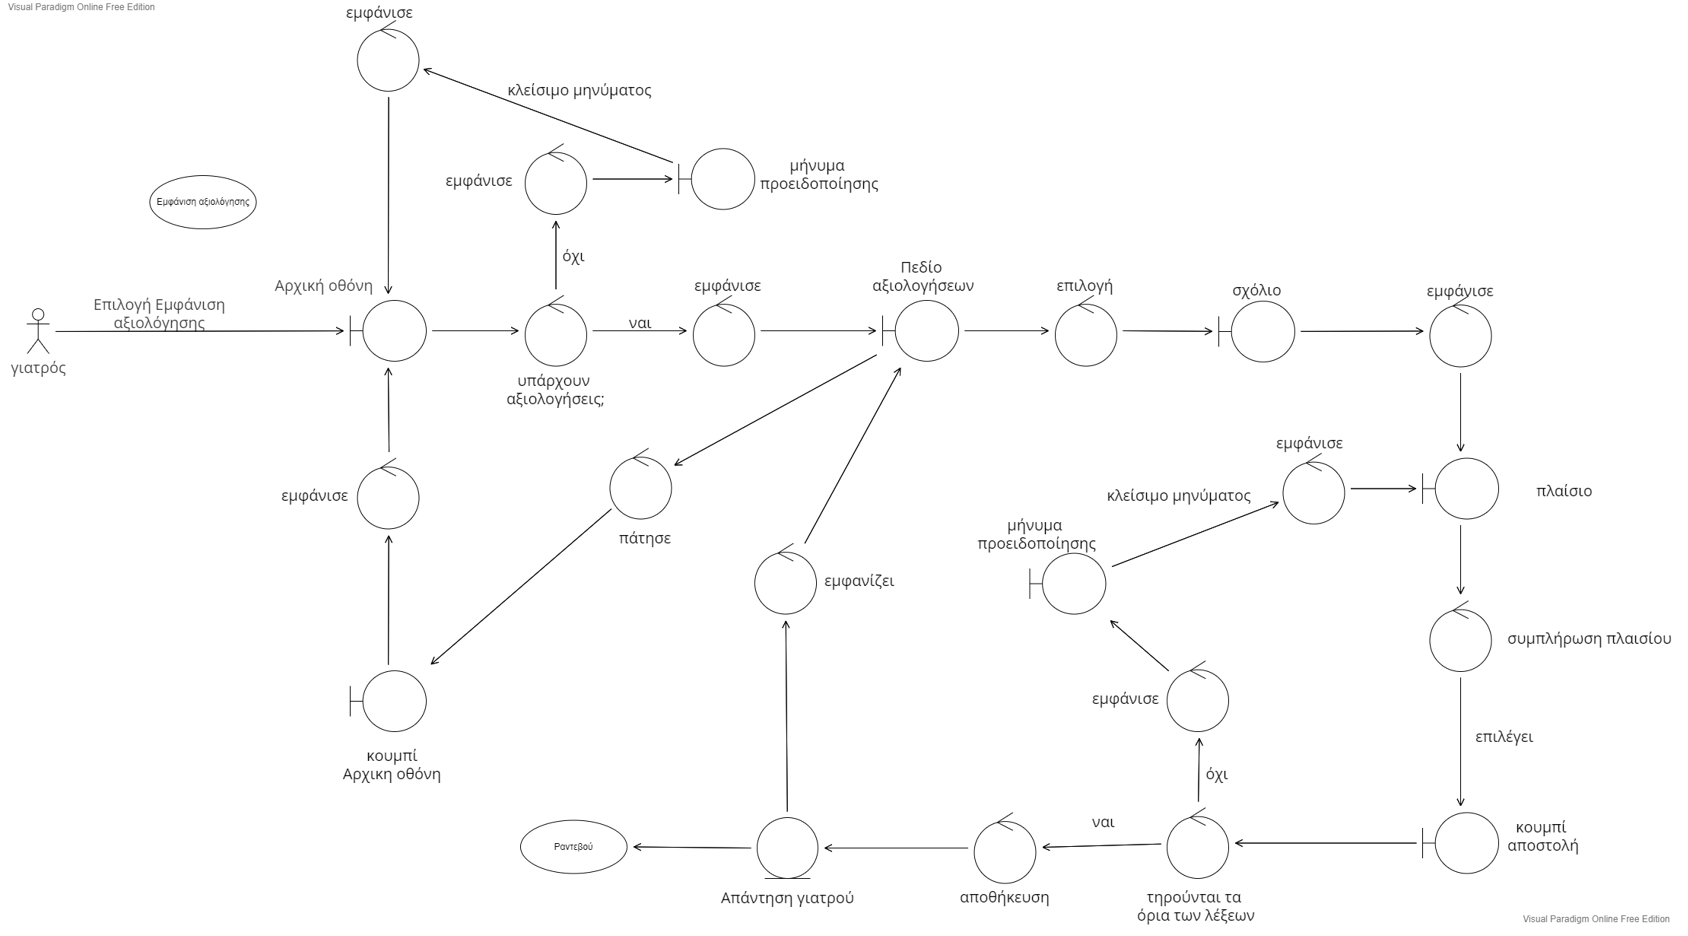 Visual Paradigm Online Free Edition
εμφάνισε
κλείσιμο μηνύματος
εμφάνισε
μήνυμα
προειδοποίησης
Εμφάνιση αξιολόγησης
όχι
Αρχική οθόνη
εμφάνισε
Πεδίο
αξιολογήσεων
επιλογή
σχόλιο
εμφάνισε
Επιλογή Εμφάνιση
αξιολόγησης
ναι
γιατρός
υπάρχουν
αξιολογήσεις;
εμφάνισε
κλείσιμο μηνύματος
πλαίσιο
εμφάνισε
πάτησε
μήνυμα
προειδοποίησης
εμφανίζει
συμπλήρωση πλαισίου
εμφάνισε
επιλέγει
κουμπί
Αρχικη οθόνη
όχι
ναι
κουμπί
αποστολή
Ραντεβού
Απάντηση γιατρού
αποθήκευση
τηρούνται τα
όρια των λέξεων
Visual Paradigm Online Free Edition